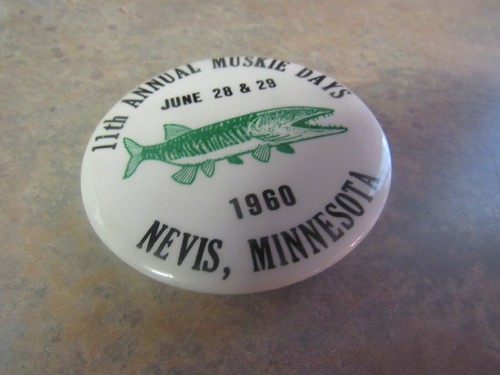 11th ANNUAL MUSKIE DAYS
JUNE 28 & 29
1960
NEVIS, MINNESOTA